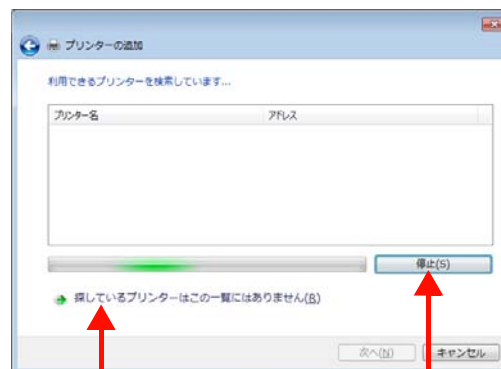 プリンターの追加
利用できるプリンターを検索しています...
プリンター名 アドレス
停止(S)
探しているプリンターはこの一覧にはありません(R)
次へ(N) キャンセル